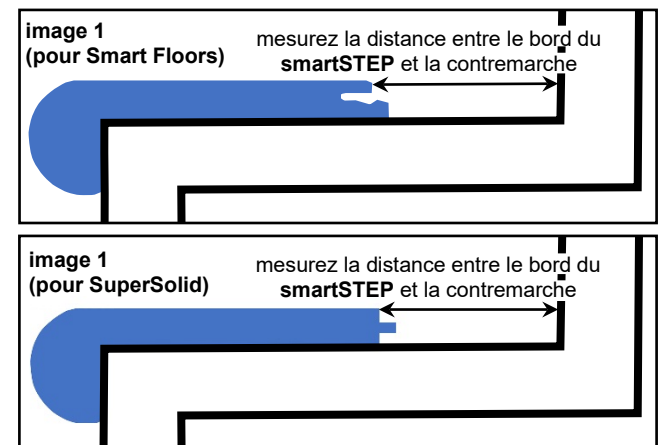 image 1
(pour Smart Floors)
mesurez la distance entre le bord du
smartSTEP et la contremarche
image 1
(pour SuperSolid)
mesurez la distance entre le bord du
smartSTEP et la contremarche